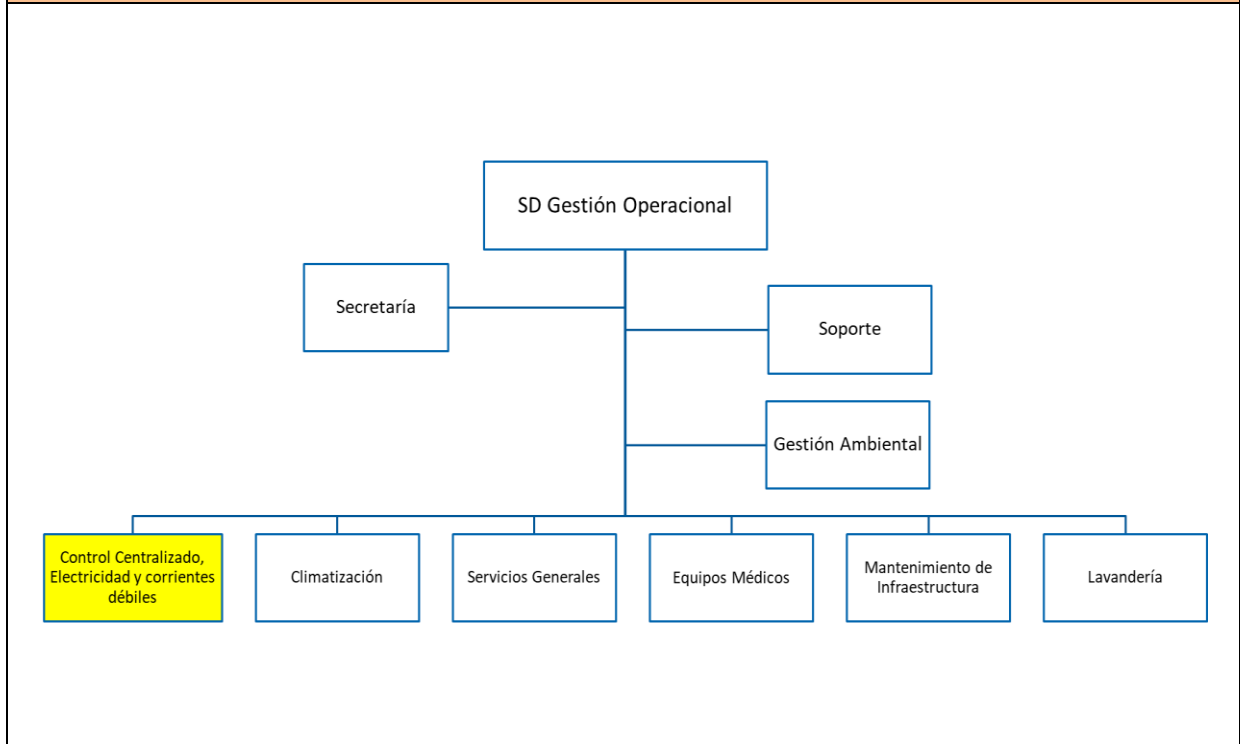 SD Gestión Operacional
Secretaría
Soporte
Gestión Ambiental
Control Centralizado,
Electricidad y corrientes
débiles
Climatización
Servicios Generales
Equipos Médicos
Mantenimiento de
Infraestructura
Lavandería